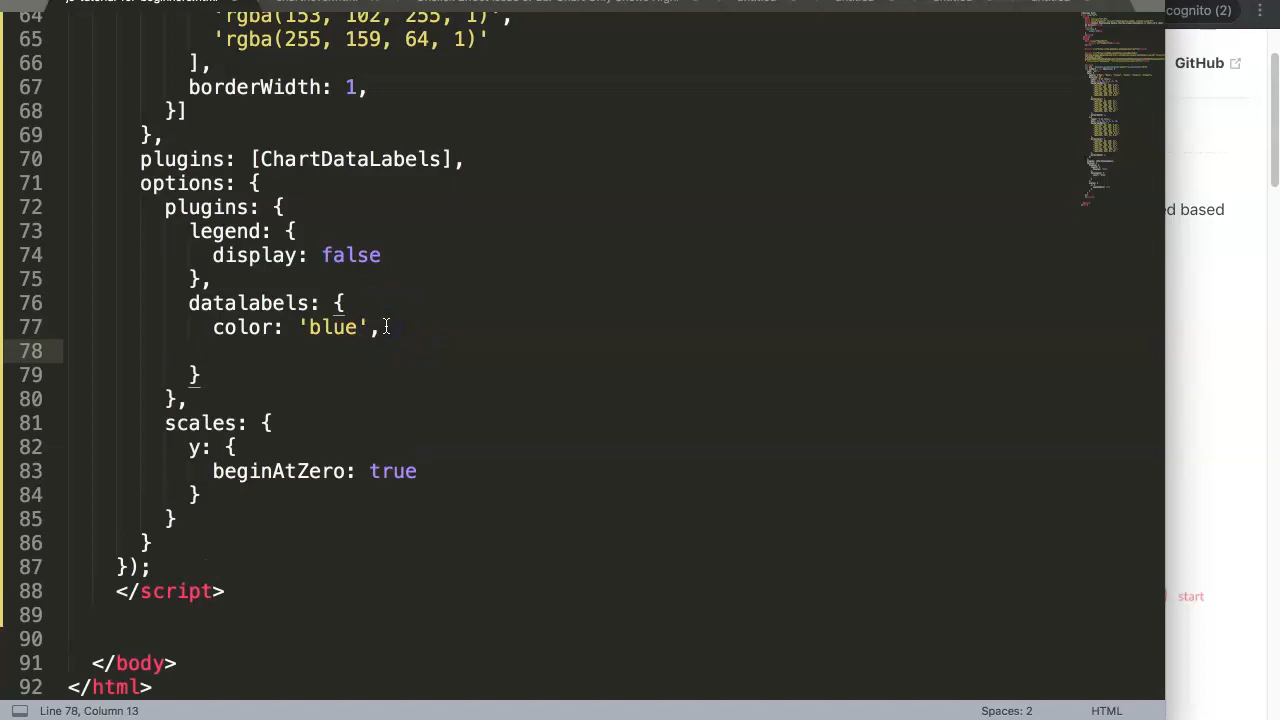 cognito (2)
64 'rgba(153, 102, 255, 1)',
65 'rgba(255, 159, 64, 1)'
66 ],
67 borderWidth: 1,
68 }]
69 },
70 plugins: [ChartDataLabels],
71 options: {
72 plugins: {
73 legend: {
74 display: false
75 },
76 datalabels: {
77 color: 'blue',
78
79 }
80 },
81 scales: {
82 y: {
83 beginAtZero: true
84 }
85 }
86 }
87 });
88 </script>
89
90
91 </body>
92 </html>
GitHub
ed based
start
Line 78, Column 13
Spaces: 2
HTML